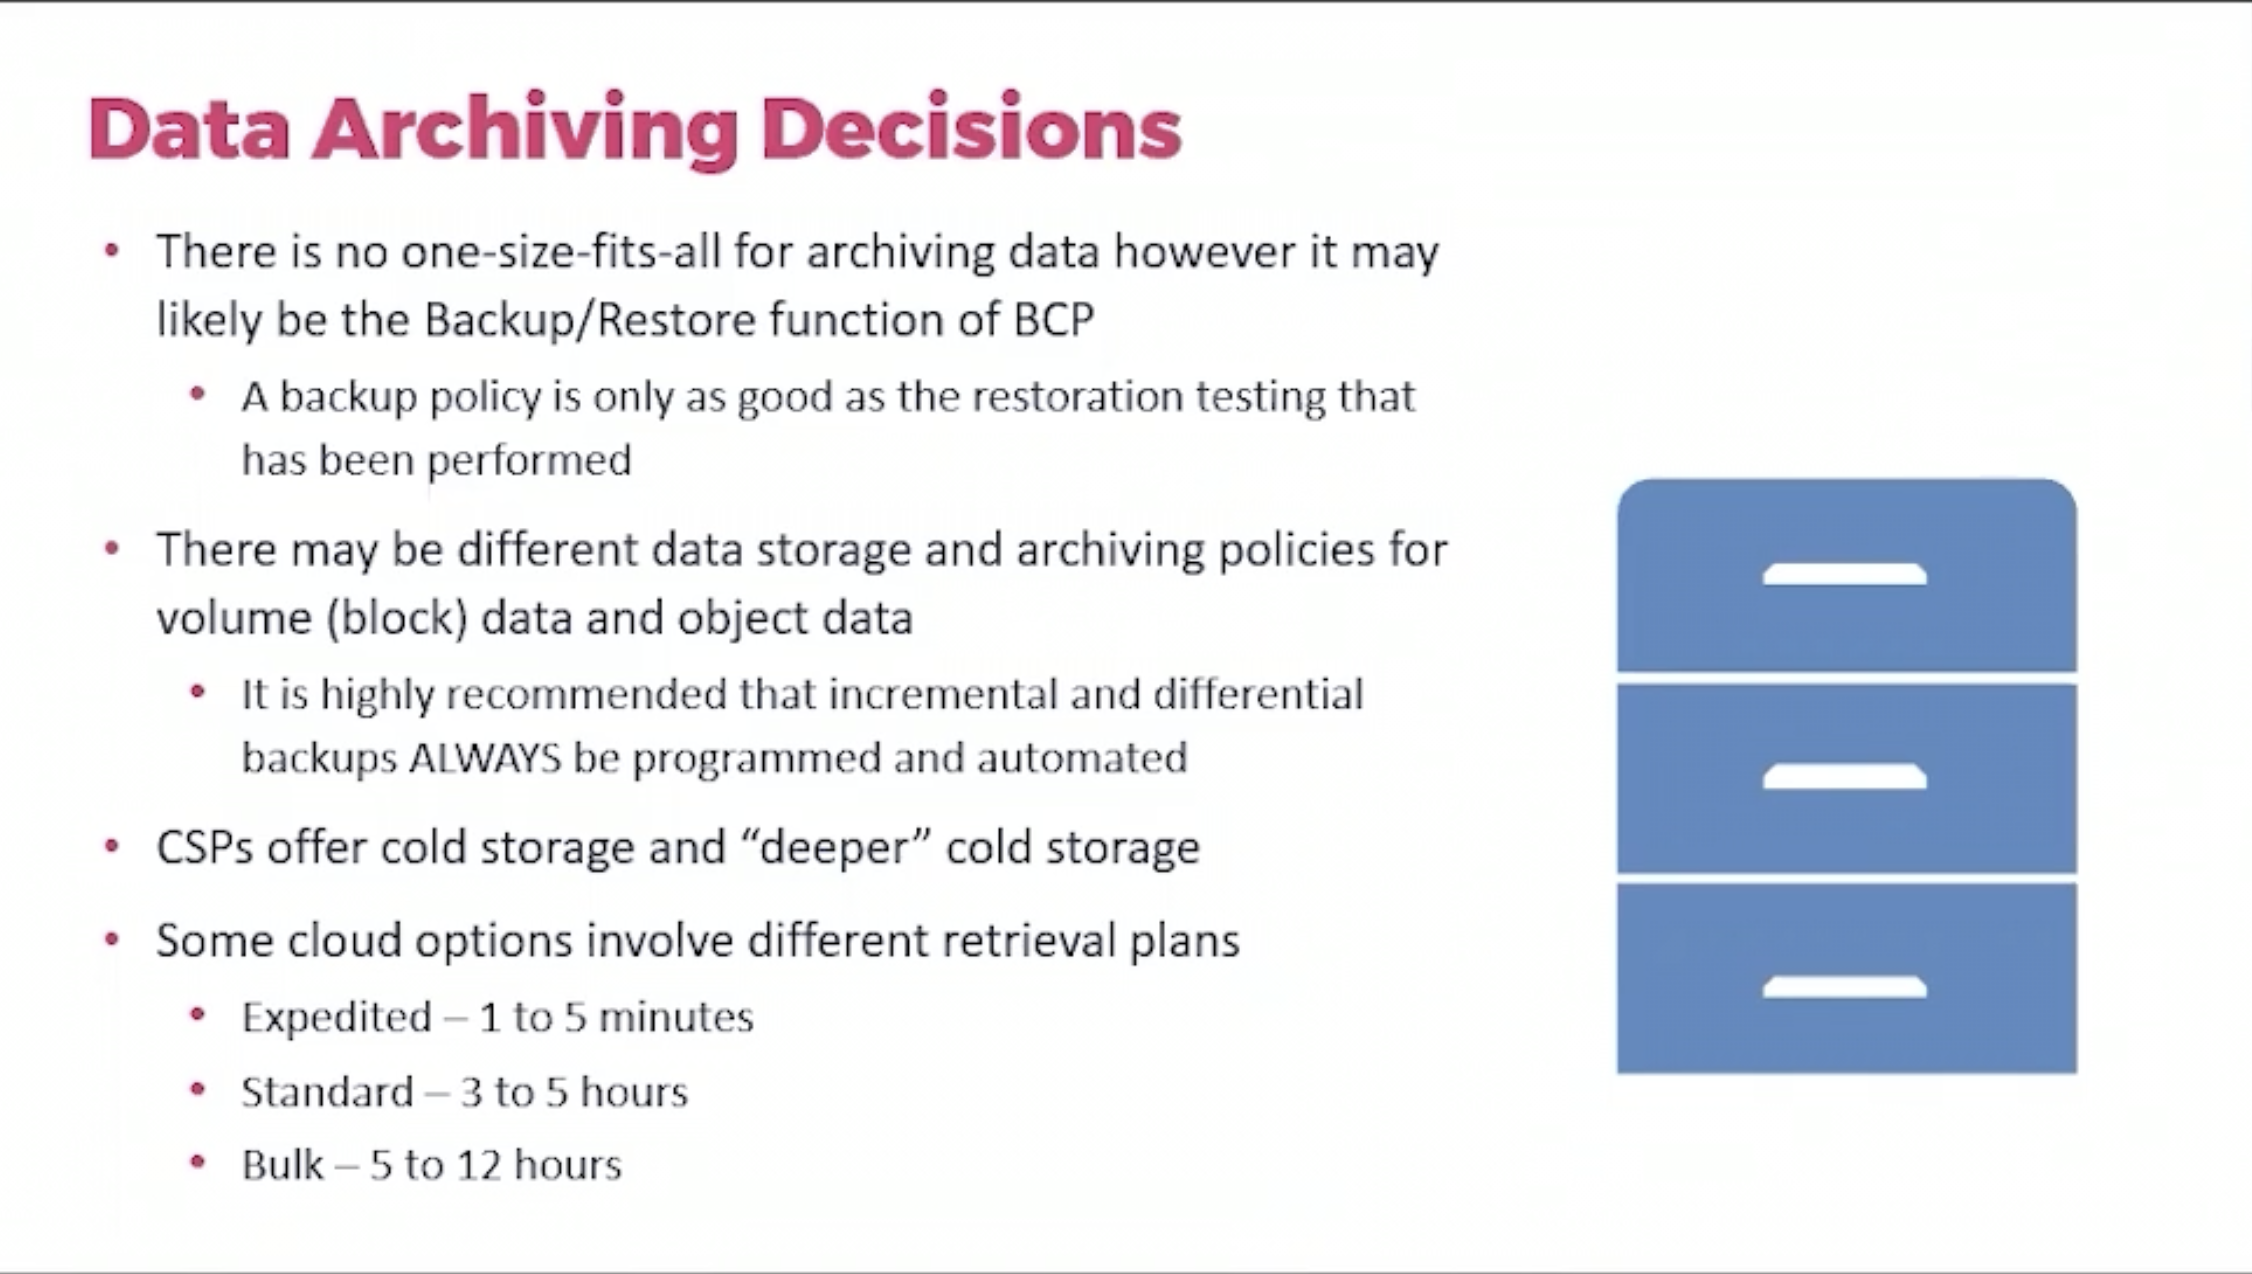 Data Archiving Decisions
• There is no one-size-fits-all for archiving data however it may
likely be the Backup/Restore function of BCP
• A backup policy is only as good as the restoration testing that
has been performed
• There may be different data storage and archiving policies for
volume (block) data and object data
• It is highly recommended that incremental and differential
backups ALWAYS be programmed and automated
• CSPs offer cold storage and “deeper” cold storage
• Some cloud options involve different retrieval plans
• Expedited – 1 to 5 minutes
• Standard – 3 to 5 hours
• Bulk – 5 to 12 hours